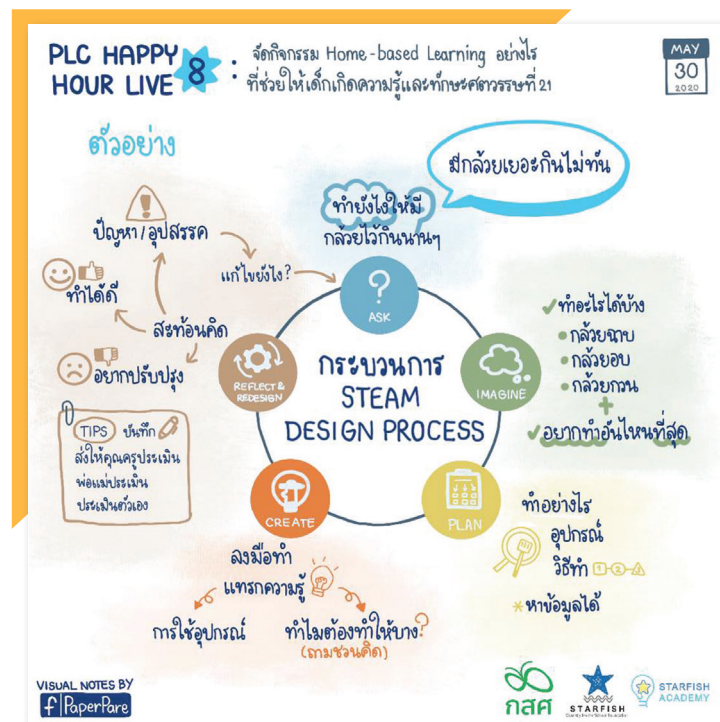 PLC HAPPY
HOUR LIVE 8 :
จัดกิจกรรม Home-based Learning อย่างไร
ที่ช่วยให้เด็กเกิดความรู้และทักษะศตวรรษที่ 21
MAY
30
2020
ตัวอย่าง
มีกล้วยเยอะกินไม่ทัน
ทำยังไงให้มี
กล้วยไว้กินนานๆ
ปัญหา/อุปสรรค
แก้ไขยังไง?
ทำได้ดี
สะท้อนคิด
อยากปรับปรุง
TIPS บันทึก
ส่งให้คุณครูประเมิน
พ่อแม่ประเมิน
ประเมินตัวเอง
?
ASK
กระบวนการ
STEAM
DESIGN PROCESS
REFLECT &
REDESIGN
IMAGINE
CREATE
PLAN
ทำอะไรได้บ้าง
กล้วยฉาบ
กล้วยอบ
กล้วยกวน
+
อยากทำอันไหนที่สุด
ทำอย่างไร
อุปกรณ์
วิธีทำ 1-2-3
*หาข้อมูลได้
ลงมือทำ
แทรกความรู้
การใช้อุปกรณ์
ทำไมต้องทำให้บาง?
(ถามชวนคิด)
VISUAL NOTES BY
f PaperPare
กสศ
STARFISH
STARFISH
ACADEMY